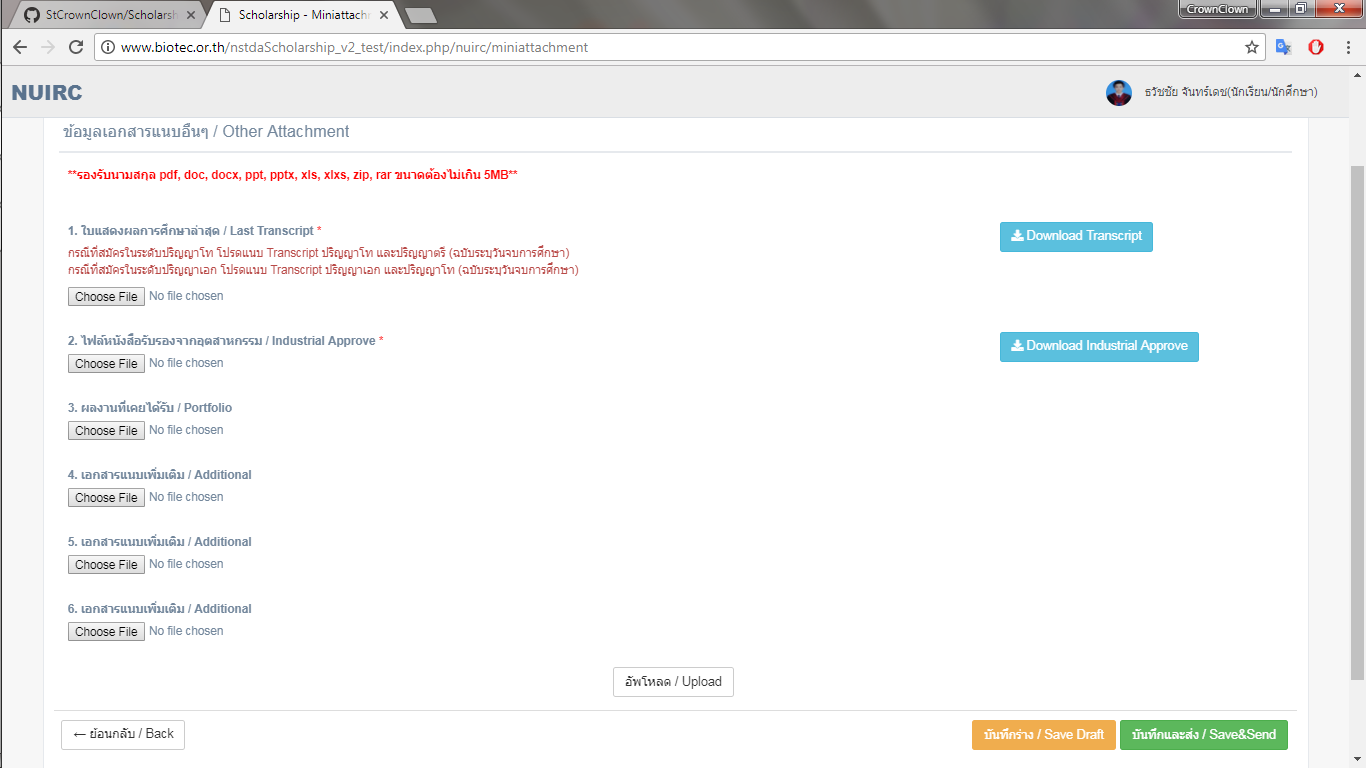 StCrownClown/Scholarsh
Scholarship - Miniattachm
CrownClown
www.biotec.or.th/nstdaScholarship_v2_test/index.php/nuirc/miniattachment
NUIRC
ธวัชชัย จันทร์เดช(นักเรียน/นักศึกษา)
ข้อมูลเอกสารแนบอื่นๆ / Other Attachment
**รองรับนามสกุล pdf, doc, docx, ppt, pptx, xls, xlxs, zip, rar ขนาดต้องไม่เกิน 5MB**
1. ใบแสดงผลการศึกษาล่าสุด / Last Transcript *
Download Transcript
กรณีที่สมัครในระดับปริญญาโท โปรดแนบ Transcript ปริญญาโท และปริญญาตรี (ฉบับระบุวันจบการศึกษา)
กรณีที่สมัครในระดับปริญญาเอก โปรดแนบ Transcript ปริญญาเอก และปริญญาโท (ฉบับระบุวันจบการศึกษา)
Choose File No file chosen
2. ไฟล์หนังสือรับรองจากอุตสาหกรรม / Industrial Approve *
Download Industrial Approve
Choose File No file chosen
3. ผลงานที่เคยได้รับ / Portfolio
Choose File No file chosen
4. เอกสารแนบเพิ่มเติม / Additional
Choose File No file chosen
5. เอกสารแนบเพิ่มเติม / Additional
Choose File No file chosen
6. เอกสารแนบเพิ่มเติม / Additional
Choose File No file chosen
อัพโหลด / Upload
← ย้อนกลับ / Back
บันทึกร่าง / Save Draft
บันทึกและส่ง / Save&Send